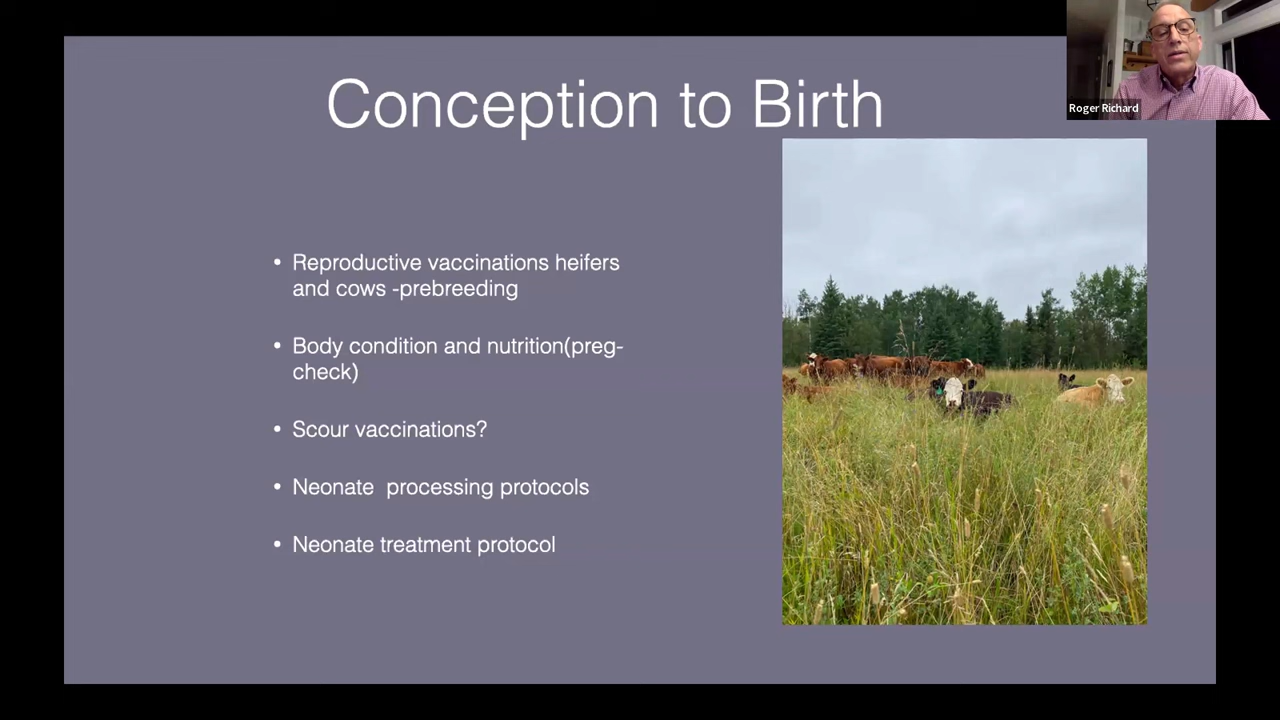 Conception to Birth
Roger Richard
• Reproductive vaccinations heifers
and cows -prebreeding
• Body condition and nutrition(preg-
check)
• Scour vaccinations?
• Neonate  processing protocols
• Neonate treatment protocol